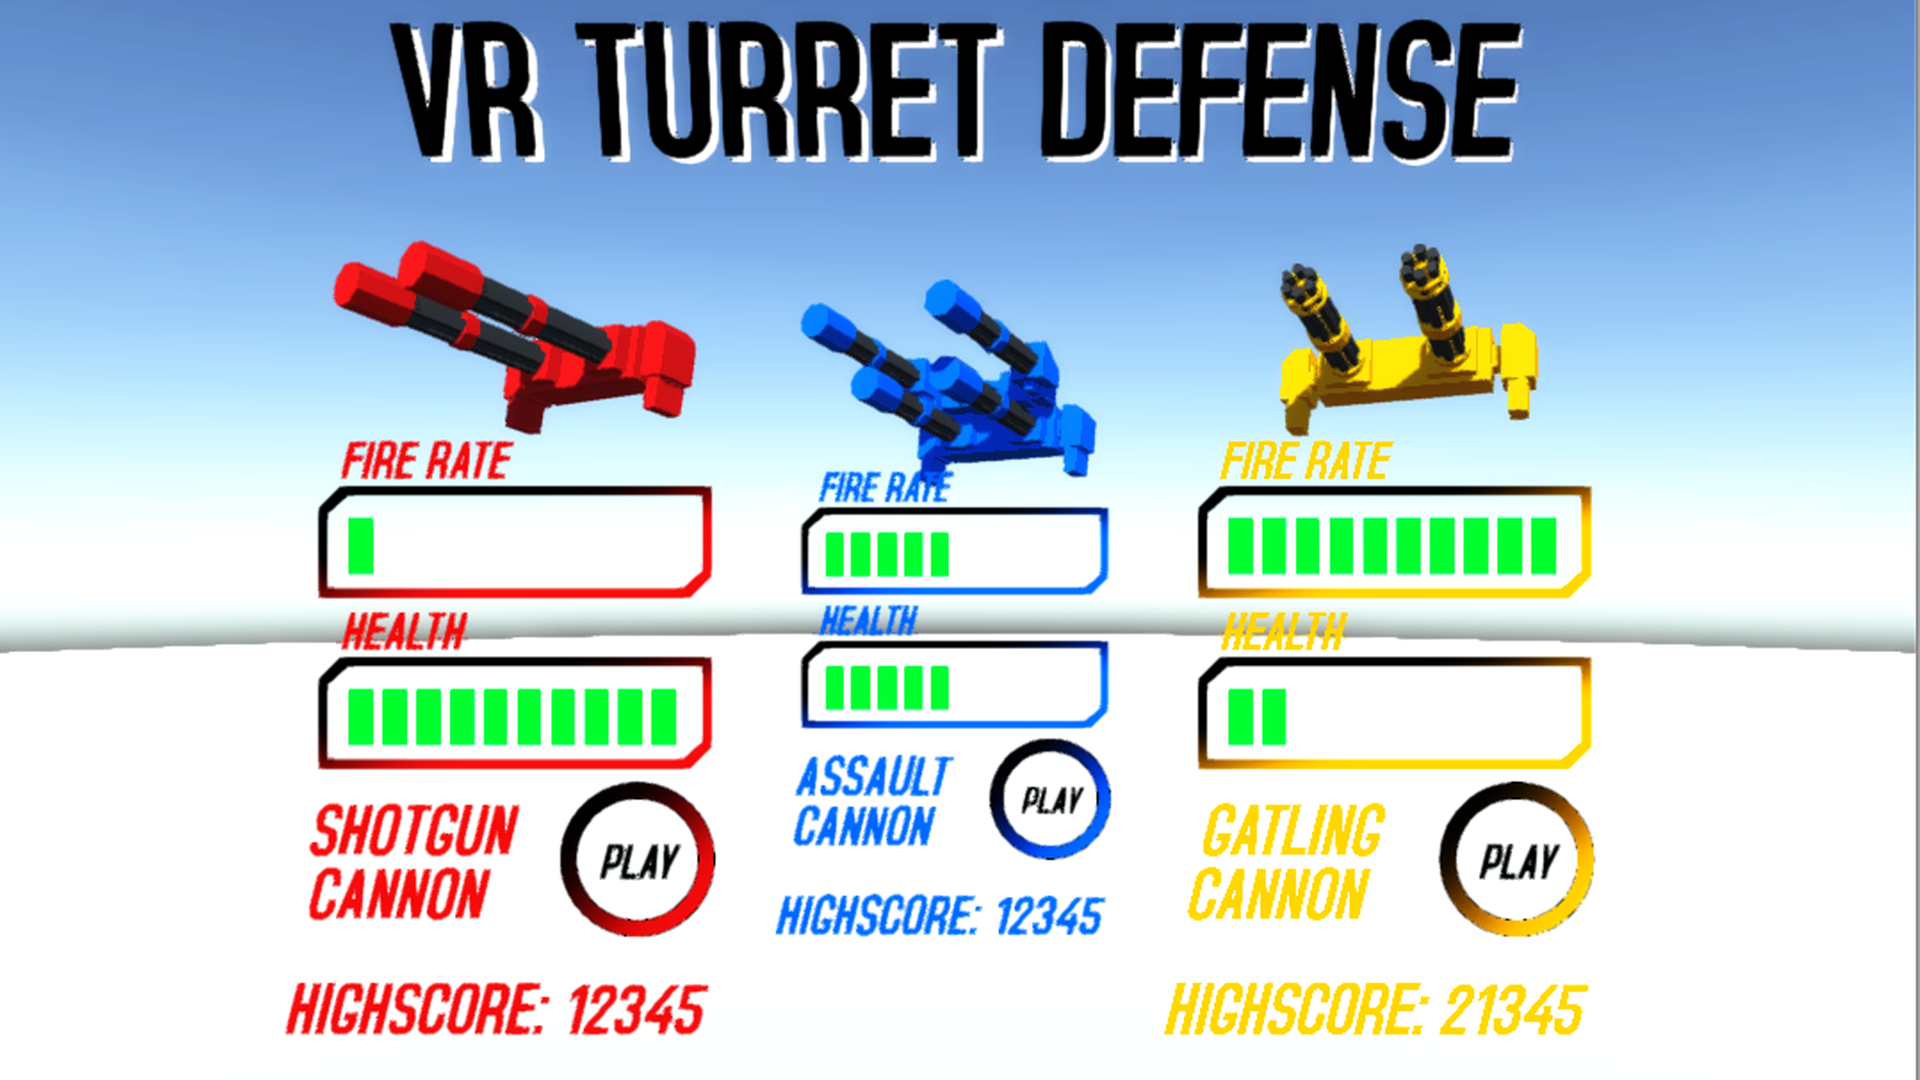 VR TURRET DEFENSE
FIRE RATE
HEALTH
SHOTGUN
CANNON
PLAY
HIGHSCORE: 12345
FIRE RATE
HEALTH
ASSAULT
CANNON
PLAY
HIGHSCORE: 12345
FIRE RATE
HEALTH
GATLING
CANNON
PLAY
HIGHSCORE: 21345